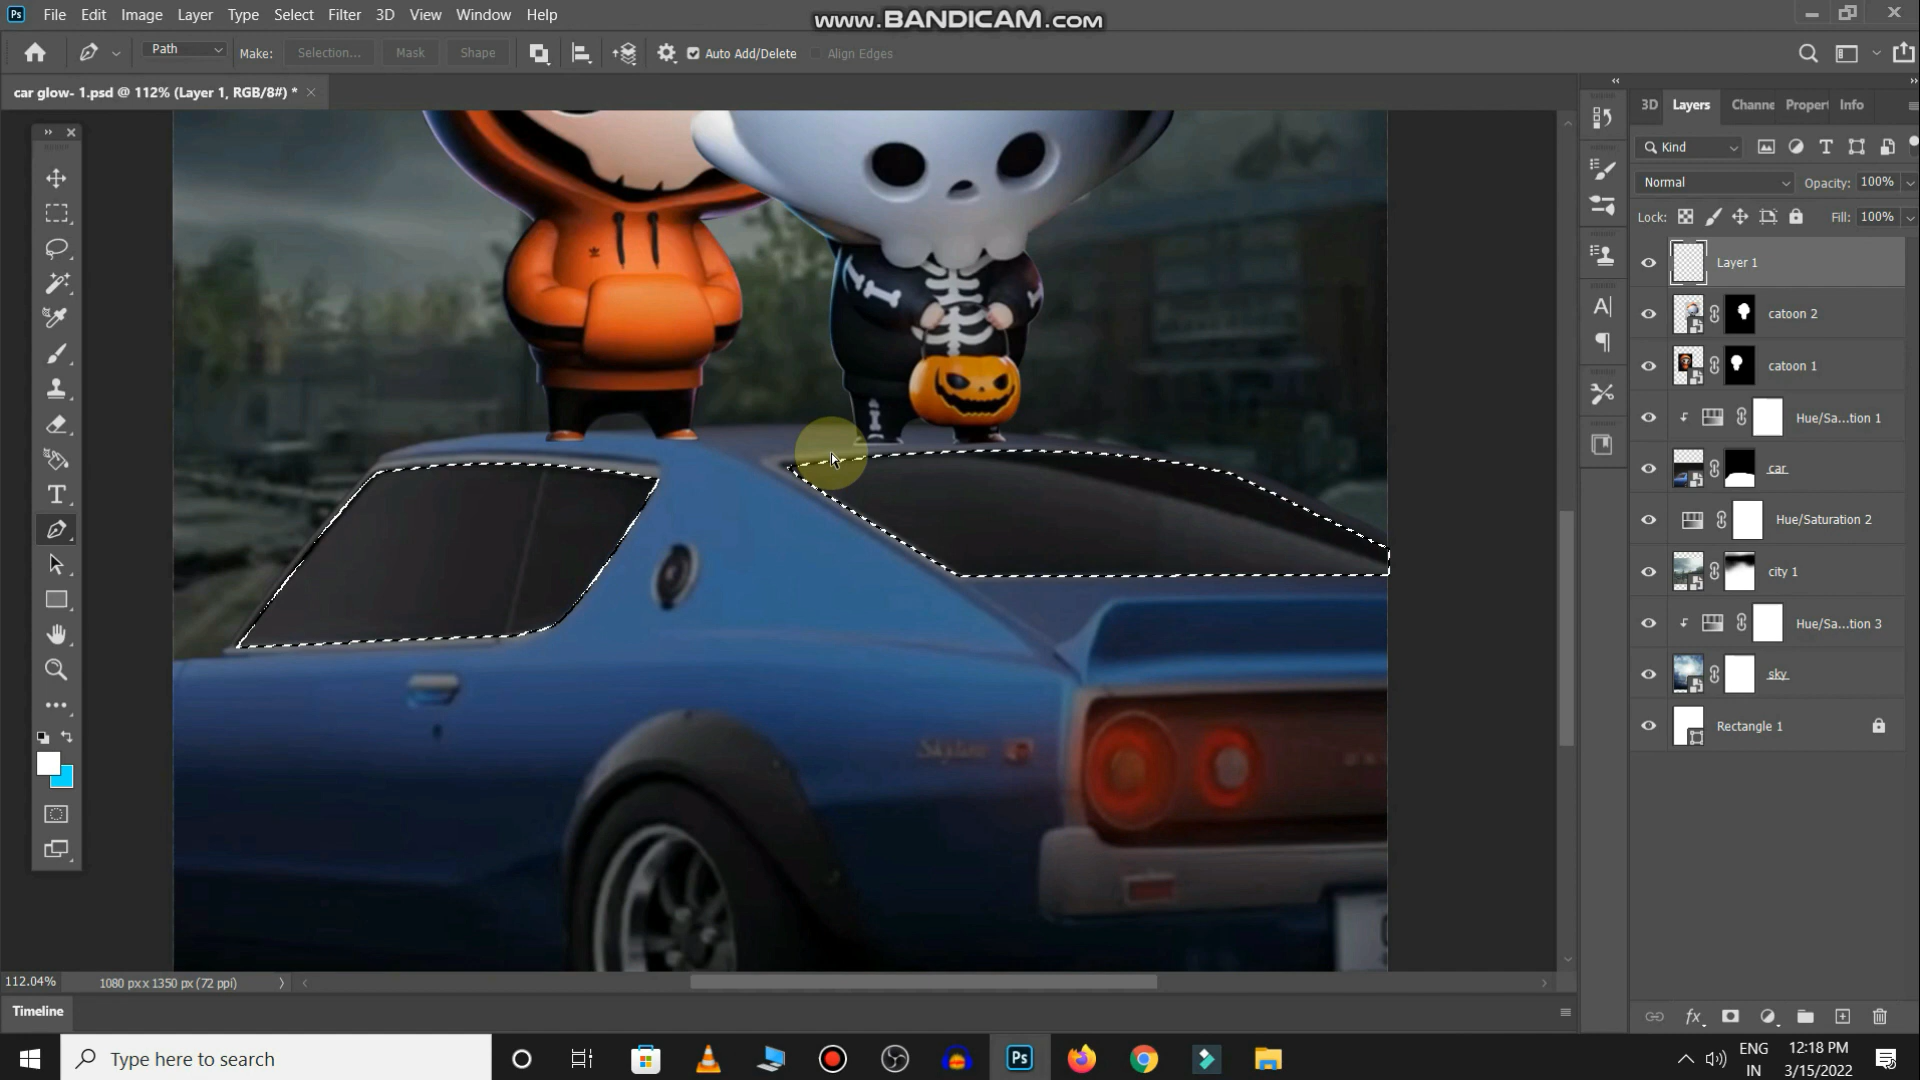 File Edit Image Layer Type Select Filter 3D View Window Help
www.BANDICAM.com
Path Make: Selection... Mask Shape Auto Add/Delete Align Edges
car glow- 1.psd @ 112% (Layer 1, RGB/8#) *
3D Layers Channe Propert Info
Kind
Normal Opacity: 100%
Lock: Fill: 100%
Layer 1
catoon 2
catoon 1
Hue/Sa...tion 1
car
Hue/Saturation 2
city 1
Hue/Sa...tion 3
sky
Rectangle 1
Skyline
112.04% 1080 px x 1350 px (72 ppi)
Timeline
Type here to search
Ps
ENG
IN
12:18 PM
3/15/2022